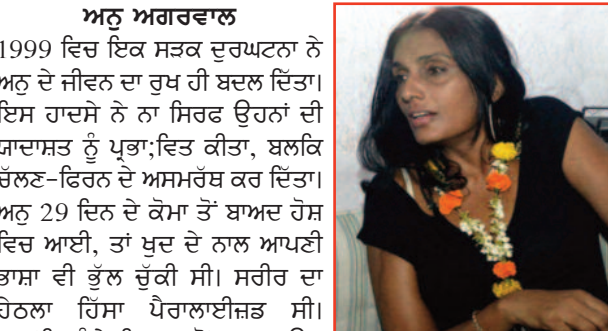 ਅਨੁ ਅਗਰਵਾਲ
1999 ਵਿਚ ਇਕ ਸੜਕ ਦੁਰਘਟਨਾ ਨੇ
ਅਨੁ ਦੇ ਜੀਵਨ ਦਾ ਰੁਖ ਹੀ ਬਦਲ ਦਿੱਤਾ।
ਇਸ ਹਾਦਸੇ ਨੇ ਨਾ ਸਿਰਫ ਉਹਨਾਂ ਦੀ
ਯਾਦਾਸ਼ਤ ਨੂੰ ਪ੍ਰਭਾ;ਵਿਤ ਕੀਤਾ, ਬਲਕਿ
ਚੱਲਣ-ਫਿਰਨ ਦੇ ਅਸਮਰੱਥ ਕਰ ਦਿੱਤਾ।
ਅਨੁ 29 ਦਿਨ ਦੇ ਕੋਮਾ ਤੋਂ ਬਾਅਦ ਹੋਸ਼
ਵਿਚ ਆਈ, ਤਾਂ ਖੁਦ ਦੇ ਨਾਲ ਆਪਣੀ
ਭਾਸ਼ਾ ਵੀ ਭੁੱਲ ਚੁੱਕੀ ਸੀ। ਸਰੀਰ ਦਾ
ਹੇਠਲਾ ਹਿੱਸਾ ਪੈਰਾਲਾਈਜ਼ਡ ਸੀ।